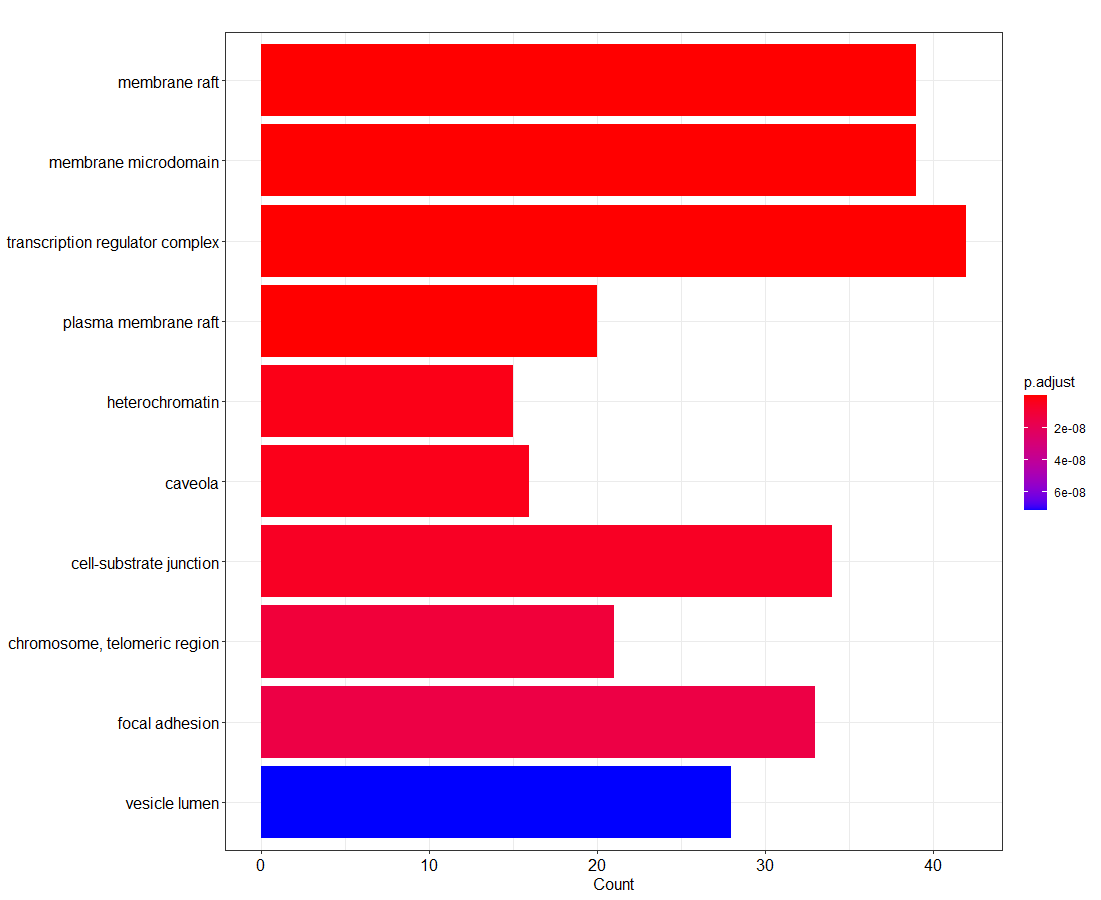 membrane raft
membrane microdomain
transcription regulator complex
plasma membrane raft
heterochromatin
caveola
cell-substrate junction
chromosome, telomeric region
focal adhesion
vesicle lumen
0 10 20 30 40
Count
p.adjust
2e-08
4e-08
6e-08